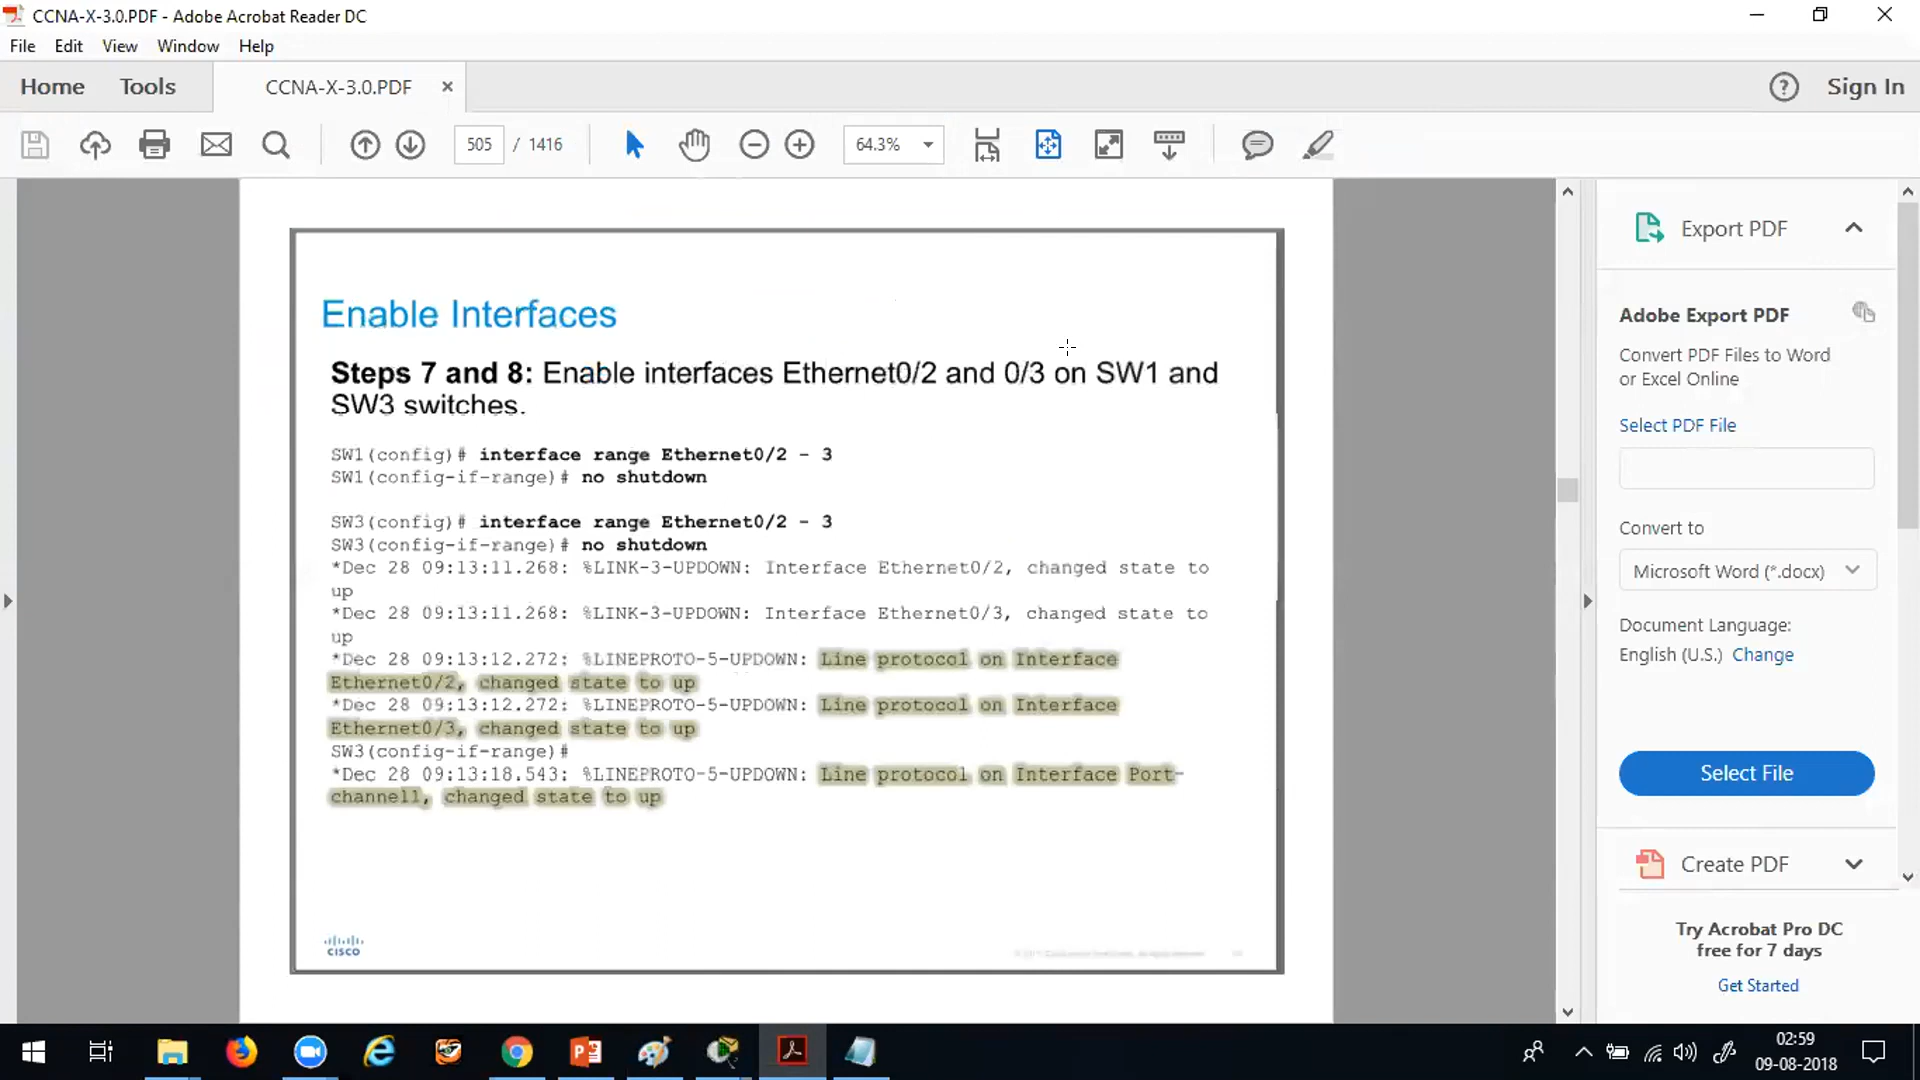 CCNA-X-3.0.PDF - Adobe Acrobat Reader DC
File Edit View Window Help
Home Tools CCNA-X-3.0.PDF × Sign In
505 / 1416 64.3%
Enable Interfaces
Steps 7 and 8: Enable interfaces Ethernet0/2 and 0/3 on SW1 and
SW3 switches.
SW1(config)# interface range Ethernet0/2 - 3
SW1(config-if-range)# no shutdown
SW3(config)# interface range Ethernet0/2 - 3
SW3(config-if-range)# no shutdown
*Dec 28 09:13:11.268: %LINK-3-UPDOWN: Interface Ethernet0/2, changed state to
up
*Dec 28 09:13:11.268: %LINK-3-UPDOWN: Interface Ethernet0/3, changed state to
up
*Dec 28 09:13:12.272: %LINEPROTO-5-UPDOWN: Line protocol on Interface
Ethernet0/2, changed state to up
*Dec 28 09:13:12.272: %LINEPROTO-5-UPDOWN: Line protocol on Interface
Ethernet0/3, changed state to up
SW3(config-if-range)#
*Dec 28 09:13:18.543: %LINEPROTO-5-UPDOWN: Line protocol on Interface Port-
channel1, changed state to up
CISCO
Export PDF
Adobe Export PDF
Convert PDF Files to Word
or Excel Online
Select PDF File
Convert to
Microsoft Word (*.docx)
Document Language:
English (U.S.) Change
Select File
Create PDF
Try Acrobat Pro DC
free for 7 days
Get Started
02:59
09-08-2018